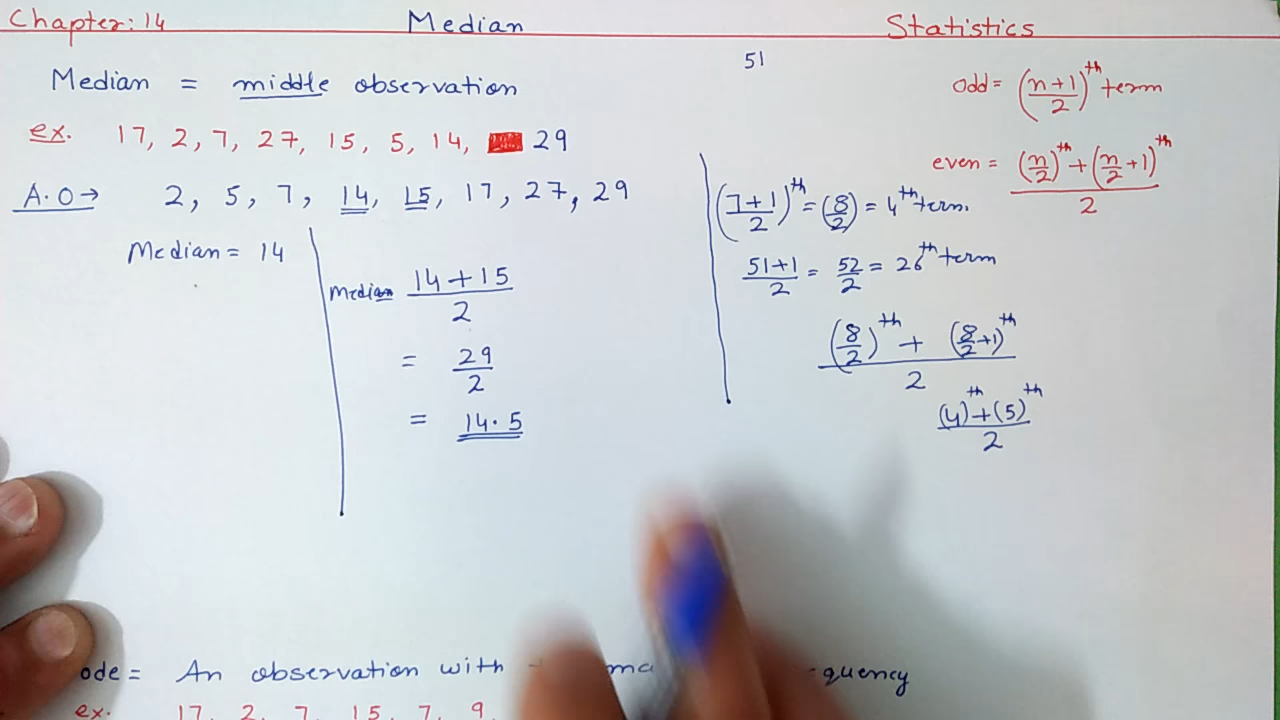 Chapter: 14 Median Statistics
Median = middle observation
ex. 17, 2, 7, 27, 15, 5, 14, 29
A.O → 2, 5, 7, 14, 15, 17, 27, 29
Median = 14
Median 14 + 15 / 2
= 29 / 2
= 14.5
51
odd = (n+1 / 2)th term
even = (n/2)th + (n/2 + 1)th / 2
(7+1 / 2)th = (8/2) = 4th term.
51+1 / 2 = 52 / 2 = 26th term
(8/2)th + (8/2+1)th / 2
(4)th + (5)th / 2
ode = An observation with quency
ex. 17, 2, 7, 15, 7, 9,